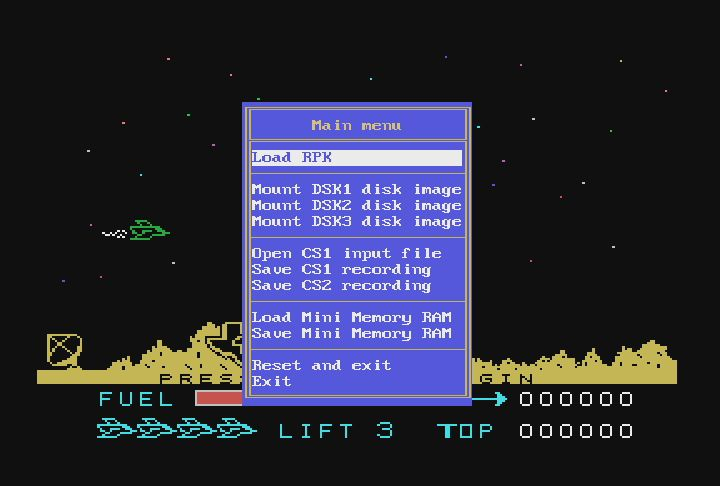 Main menu
Load RPK
Mount DSK1 disk image
Mount DSK2 disk image
Mount DSK3 disk image
Open CS1 input file
Save CS1 recording
Save CS2 recording
Load Mini Memory RAM
Save Mini Memory RAM
Reset and exit
Exit
PRES GIN
FUEL 000000
LIFT 3 TOP 000000